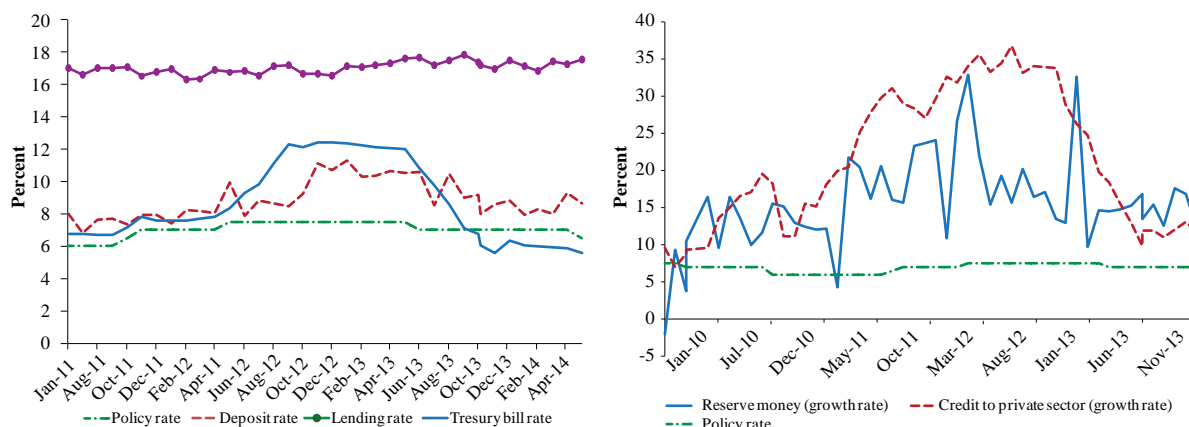 20
18
16
14
12
10
8
6
4
2
0
Percent
Jan-11
Aug-11
Oct-11
Dec-11
Feb-12
Apr-11
Jun-12
Aug-12
Oct-12
Dec-12
Feb-13
Apr-13
Jun-13
Aug-13
Oct-13
Dec-13
Feb-14
Apr-14
Policy rate Deposit rate Lending rate Tresury bill rate
40
35
30
25
20
15
10
5
0
-5
Percent
Jan-10
Jul-10
Dec-10
May-11
Oct-11
Mar-12
Aug-12
Jan-13
Jun-13
Nov-13
Reserve money (growth rate) Credit to private sector (growth rate)
Policy rate